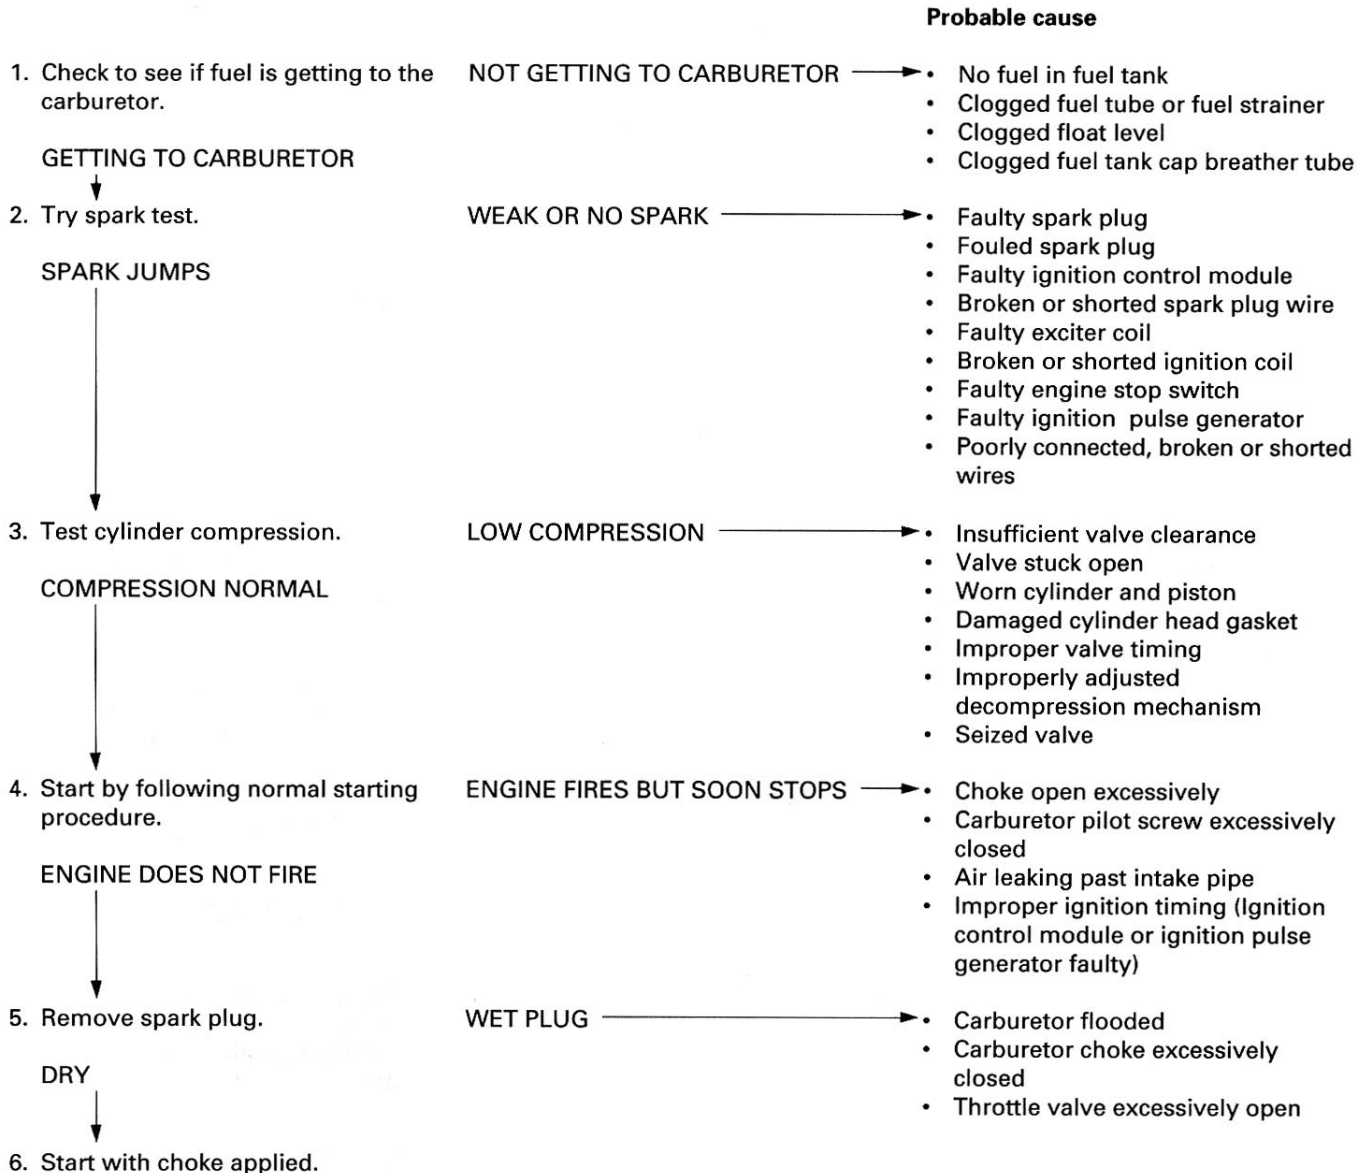 Probable cause
1. Check to see if fuel is getting to the carburetor.
NOT GETTING TO CARBURETOR
• No fuel in fuel tank
• Clogged fuel tube or fuel strainer
• Clogged float level
• Clogged fuel tank cap breather tube
GETTING TO CARBURETOR
2. Try spark test.
WEAK OR NO SPARK
• Faulty spark plug
• Fouled spark plug
• Faulty ignition control module
• Broken or shorted spark plug wire
• Faulty exciter coil
• Broken or shorted ignition coil
• Faulty engine stop switch
• Faulty ignition pulse generator
• Poorly connected, broken or shorted
wires
SPARK JUMPS
3. Test cylinder compression.
LOW COMPRESSION
• Insufficient valve clearance
• Valve stuck open
• Worn cylinder and piston
• Damaged cylinder head gasket
• Improper valve timing
• Improperly adjusted
decompression mechanism
• Seized valve
COMPRESSION NORMAL
4. Start by following normal starting
procedure.
ENGINE FIRES BUT SOON STOPS
• Choke open excessively
• Carburetor pilot screw excessively
closed
• Air leaking past intake pipe
• Improper ignition timing (Ignition
control module or ignition pulse
generator faulty)
ENGINE DOES NOT FIRE
5. Remove spark plug.
WET PLUG
• Carburetor flooded
• Carburetor choke excessively
closed
• Throttle valve excessively open
DRY
6. Start with choke applied.